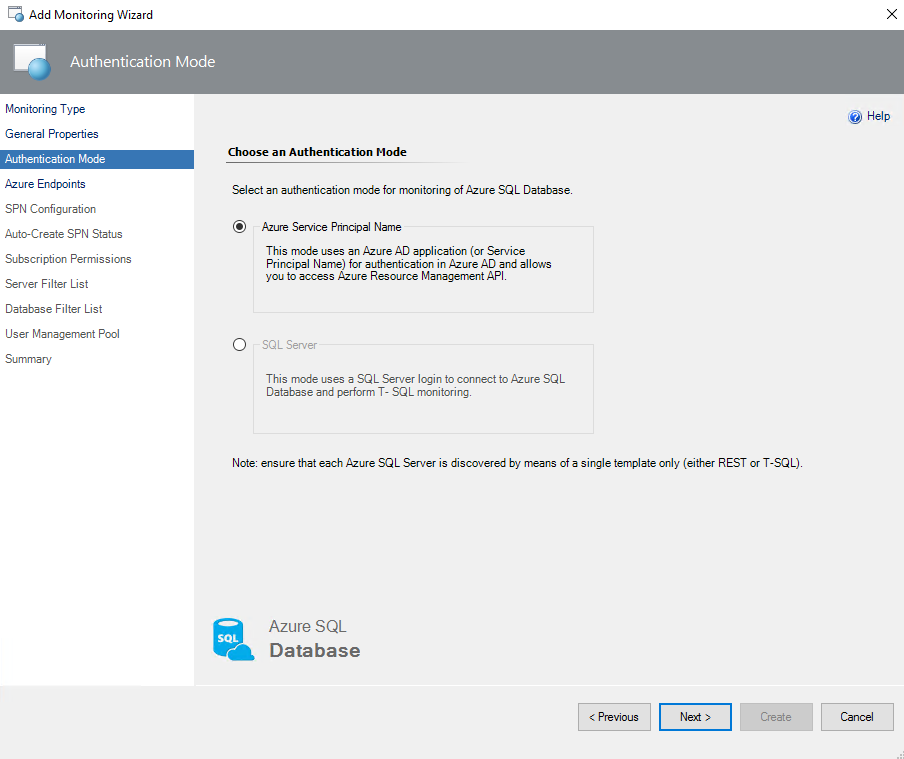 Add Monitoring Wizard
Authentication Mode
Monitoring Type
General Properties
Authentication Mode
Azure Endpoints
SPN Configuration
Auto-Create SPN Status
Subscription Permissions
Server Filter List
Database Filter List
User Management Pool
Summary
Help
Choose an Authentication Mode
Select an authentication mode for monitoring of Azure SQL Database.
Azure Service Principal Name
This mode uses an Azure AD application (or Service
Principal Name) for authentication in Azure AD and allows
you to access Azure Resource Management API.
SQL Server
This mode uses a SQL Server login to connect to Azure SQL
Database and perform T- SQL monitoring.
Note: ensure that each Azure SQL Server is discovered by means of a single template only (either REST or T-SQL).
SQL
Azure SQL
Database
< Previous
Next >
Create
Cancel